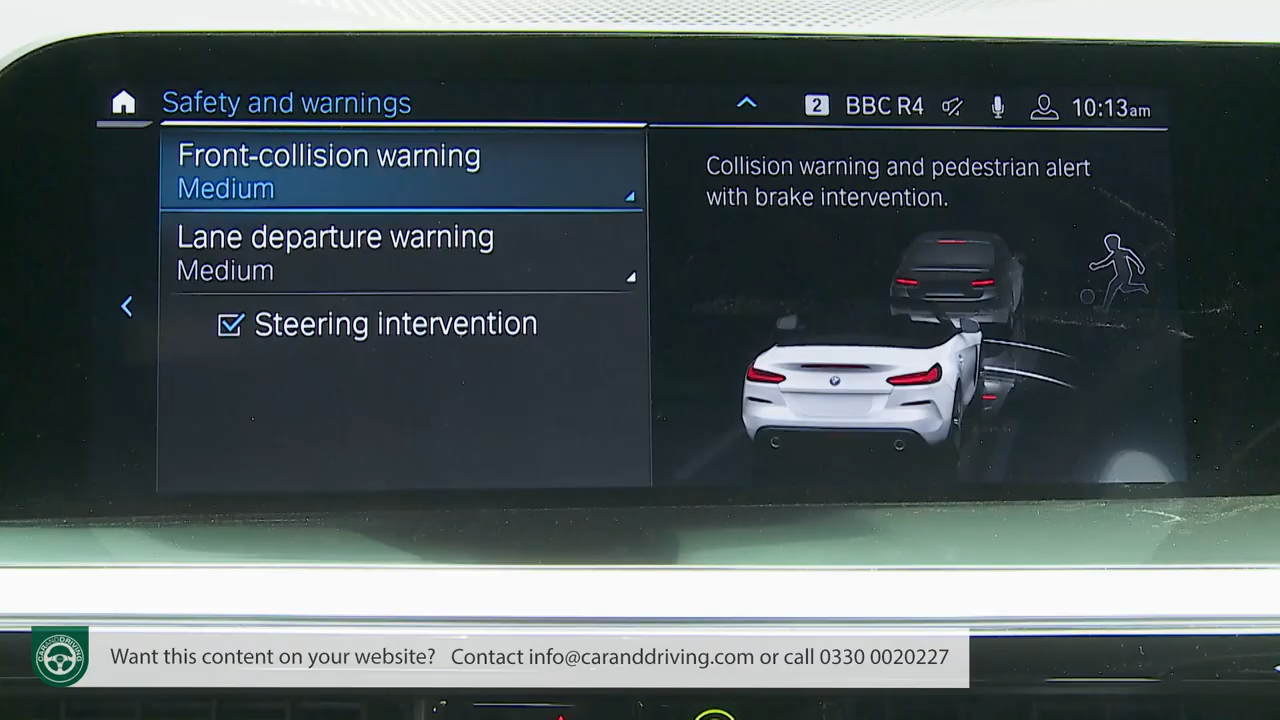 Safety and warnings
2 BBC R4 10:13am
Front-collision warning
Medium
Lane departure warning
Medium
Steering intervention
Collision warning and pedestrian alert
with brake intervention.
CARANDDRIVING
Want this content on your website? Contact info@caranddriving.com or call 0330 0020227